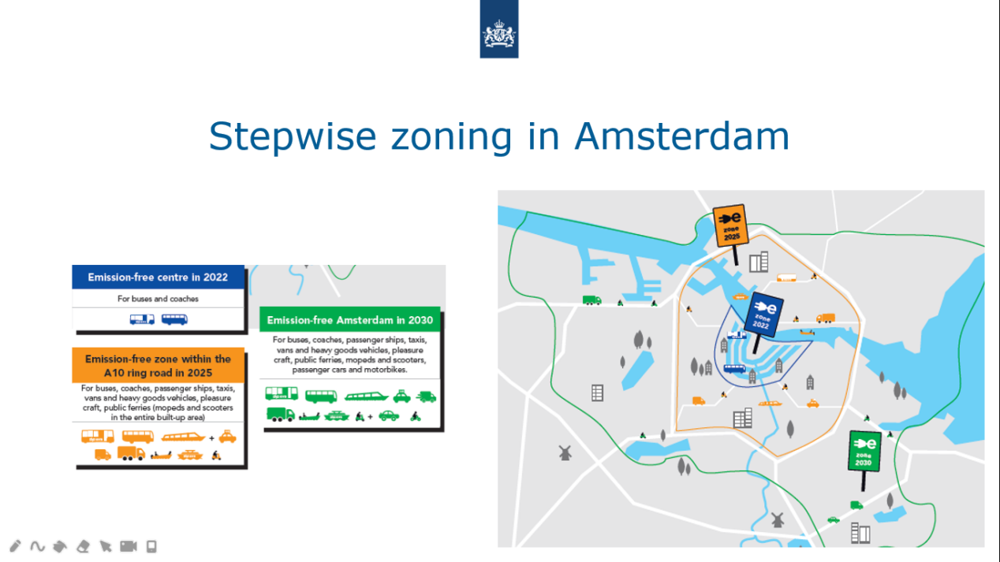 Stepwise zoning in Amsterdam
Emission-free centre in 2022
For buses and coaches
Emission-free zone within the
A10 ring road in 2025
For buses, coaches, passenger ships, taxis,
vans and heavy goods vehicles, pleasure
craft, public ferries (mopeds and scooters
in the entire built-up area)
+
Emission-free Amsterdam in 2030
For buses, coaches, passenger ships, taxis,
vans and heavy goods vehicles, pleasure
craft, public ferries, mopeds and scooters,
passenger cars and motorbikes.
+
e
zone
2025
e
zone
2022
e
zone
2030